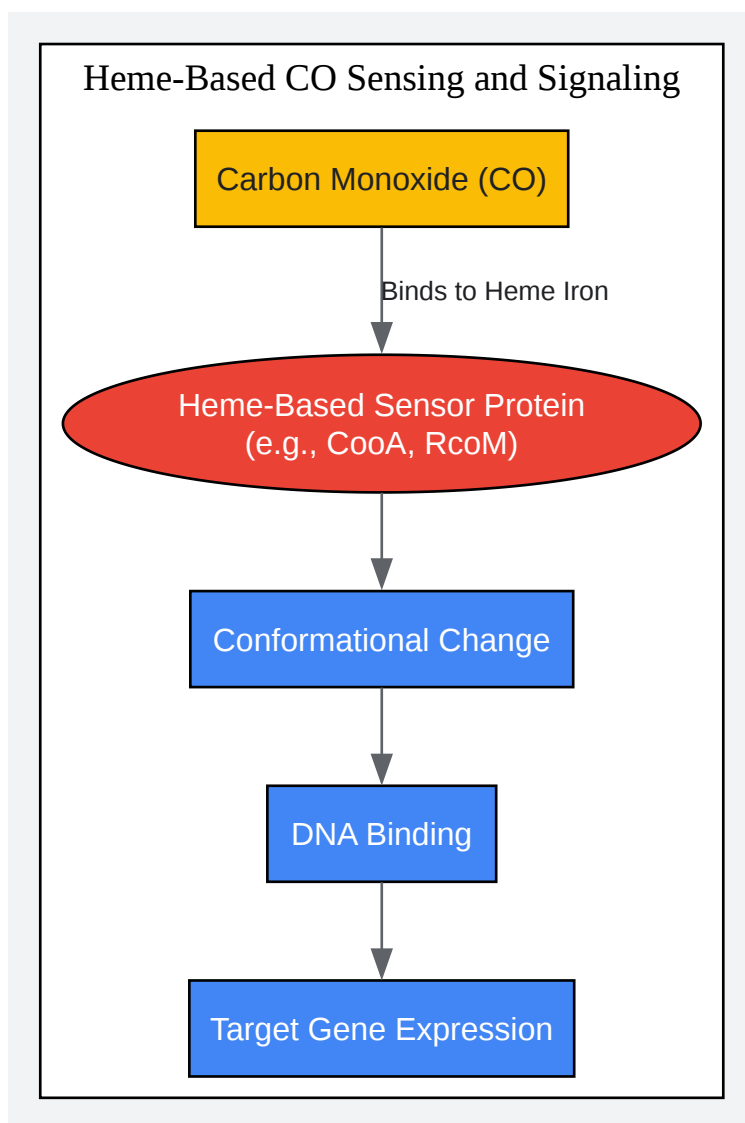 Heme-Based CO Sensing and Signaling
Carbon Monoxide (CO)
Binds to Heme Iron
Heme-Based Sensor Protein
(e.g., CooA, RcoM)
Conformational Change
DNA Binding
Target Gene Expression